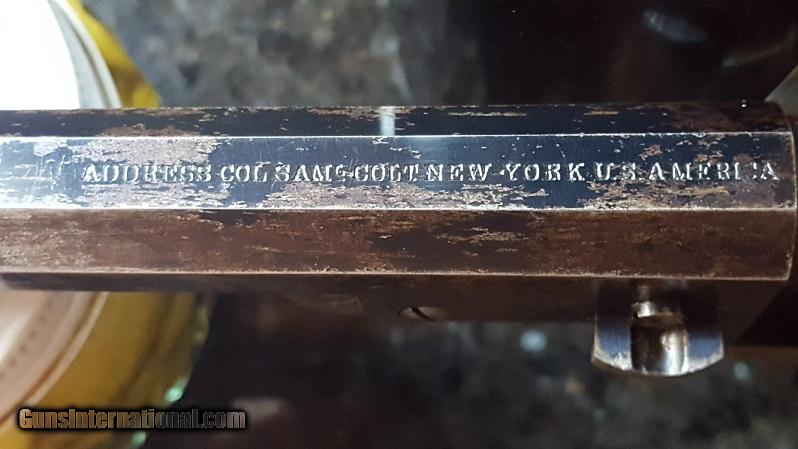 ADDRESS COL SAML COLT NEW-YORK U.S. AMERICA
GunsInternational.com